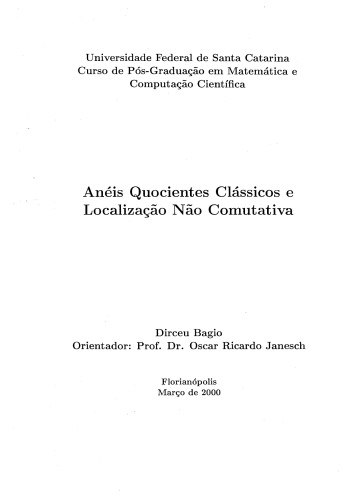 Universidade Federal de Santa Catarina
Curso de Pós-Graduação em Matemática e
Computação Científica
Anéis Quocientes Clássicos e
Localização Não Comutativa
Dirceu Bagio
Orientador: Prof. Dr. Oscar Ricardo Janesch
Florianópolis
Março de 2000